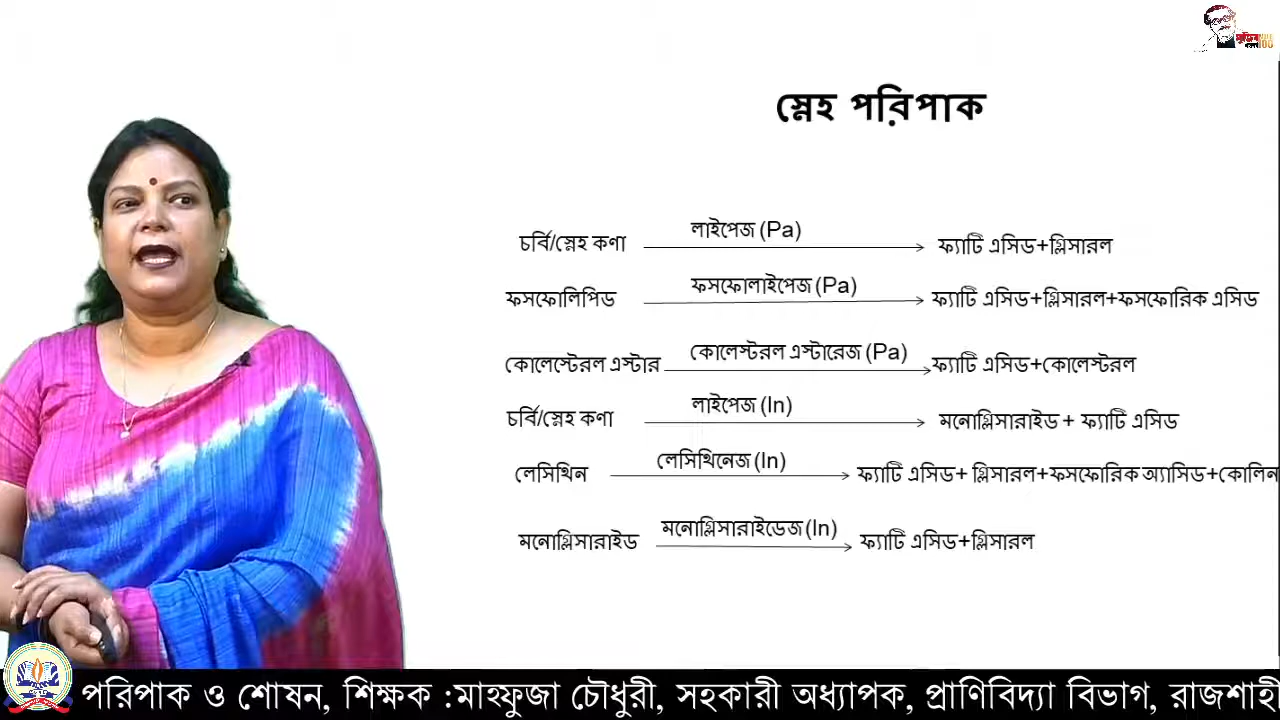 মুজিব
100
স্নেহ পরিপাক
চর্বি/স্নেহ কণা লাইপেজ (Pa) ফ্যাটি এসিড+গ্লিসারল
ফসফোলিপিড ফসফোলাইপেজ (Pa) ফ্যাটি এসিড+গ্লিসারল+ফসফোরিক এসিড
কোলেস্টেরল এস্টার কোলেস্টরল এস্টারেজ (Pa) ফ্যাটি এসিড+কোলেস্টরল
চর্বি/স্নেহ কণা লাইপেজ (In) মনোগ্লিসারাইড + ফ্যাটি এসিড
লেসিথিন লেসিথিনেজ (In) ফ্যাটি এসিড+ গ্লিসারল+ফসফোরিক অ্যাসিড+কোলিন
মনোগ্লিসারাইড মনোগ্লিসারাইডেজ (In) ফ্যাটি এসিড+গ্লিসারল
পরিপাক ও শোষন, শিক্ষক :মাহফুজা চৌধুরী, সহকারী অধ্যাপক, প্রাণিবিদ্যা বিভাগ, রাজশাহী